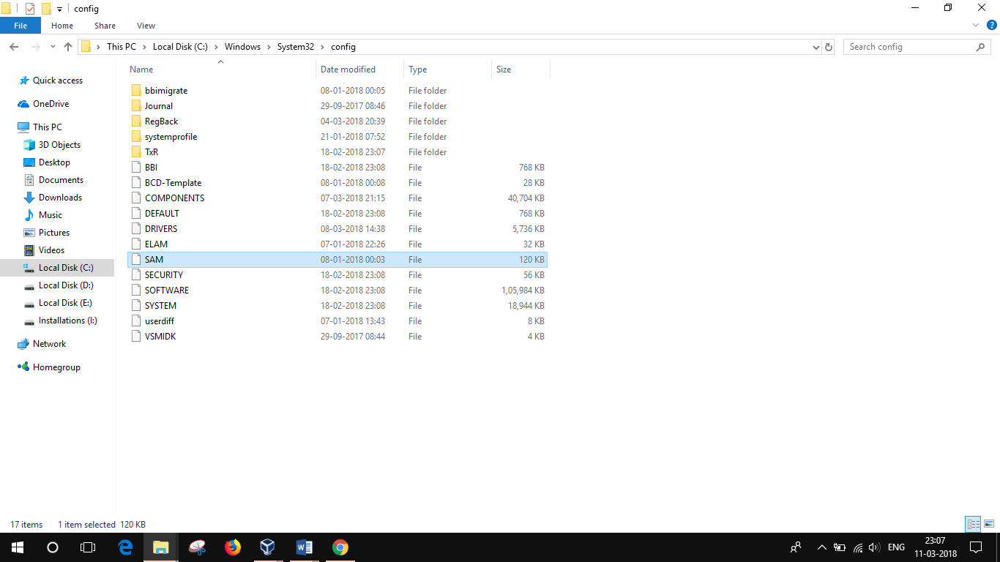 config
File Home Share View
This PC Local Disk (C:) Windows System32 config
Search config
Name Date modified Type Size
Quick access
OneDrive
This PC
3D Objects
Desktop
Documents
Downloads
Music
Pictures
Videos
Local Disk (C:)
Local Disk (D:)
Local Disk (E:)
Installations (I:)
Network
Homegroup
bbimigrate 08-01-2018 00:05 File folder
Journal 29-09-2017 08:46 File folder
RegBack 04-03-2018 20:39 File folder
systemprofile 21-01-2018 07:52 File folder
TxR 18-02-2018 23:07 File folder
BBI 18-02-2018 23:08 File 768 KB
BCD-Template 08-01-2018 00:08 File 28 KB
COMPONENTS 07-03-2018 21:15 File 40,704 KB
DEFAULT 18-02-2018 23:08 File 768 KB
DRIVERS 08-03-2018 14:38 File 5,736 KB
ELAM 07-01-2018 22:26 File 32 KB
SAM 08-01-2018 00:03 File 120 KB
SECURITY 18-02-2018 23:08 File 56 KB
SOFTWARE 18-02-2018 23:08 File 1,05,984 KB
SYSTEM 18-02-2018 23:08 File 18,944 KB
userdiff 07-01-2018 13:43 File 8 KB
VSMIDK 29-09-2017 08:44 File 4 KB
17 items 1 item selected 120 KB
ENG
23:07
11-03-2018